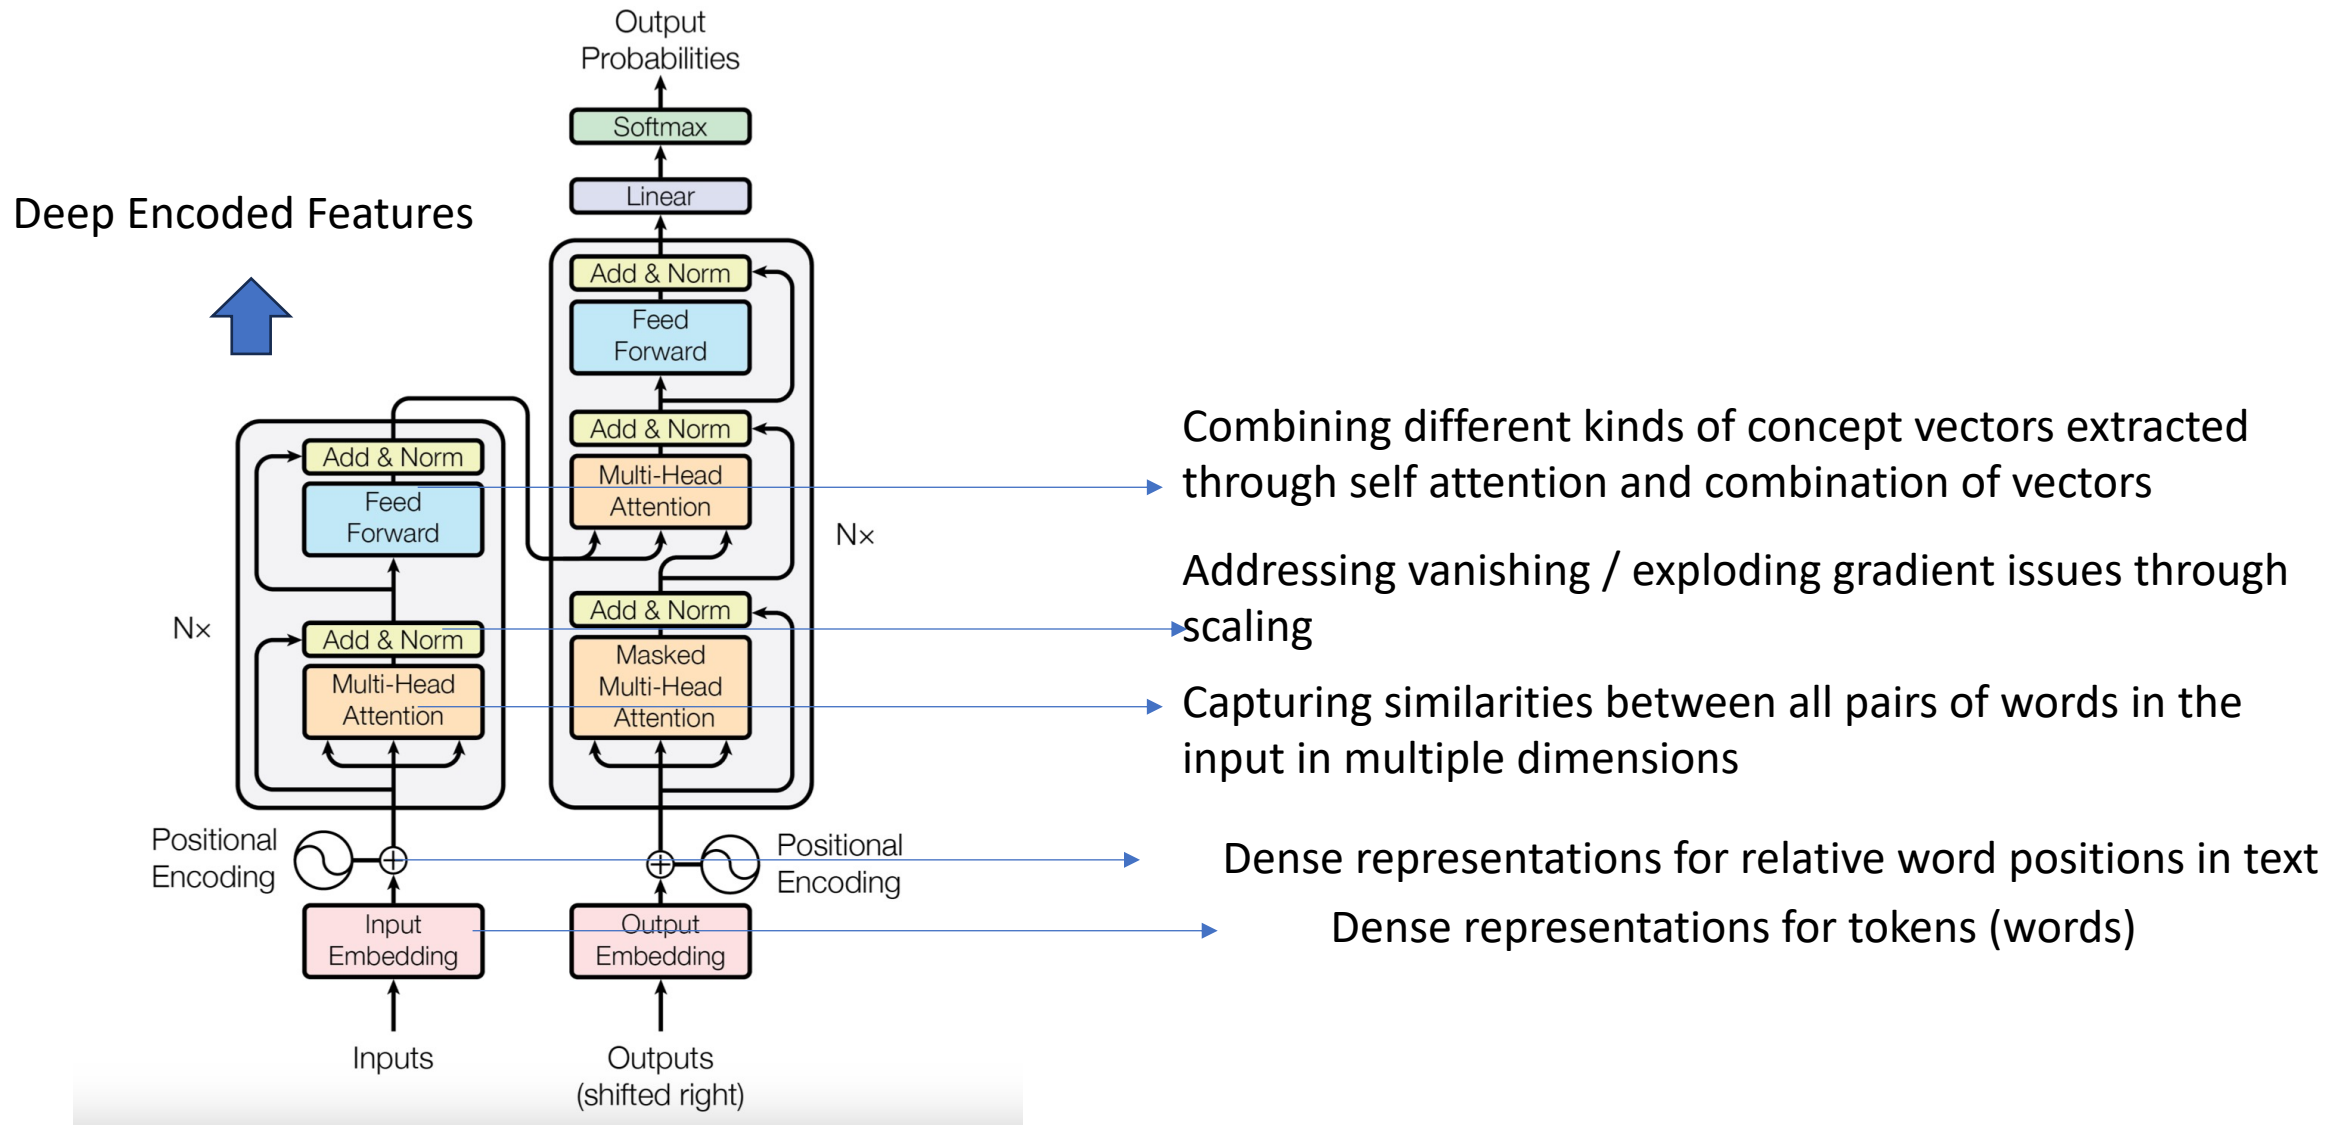 Output
Probabilities
Softmax
Linear
Deep Encoded Features
Add & Norm
Feed
Forward
Add & Norm
Multi-Head
Attention
Nx
Add & Norm
Masked
Multi-Head
Attention
Add & Norm
Feed
Forward
Nx
Add & Norm
Multi-Head
Attention
Positional
Encoding
Positional
Encoding
Input
Embedding
Output
Embedding
Inputs
Outputs
(shifted right)
Combining different kinds of concept vectors extracted
through self attention and combination of vectors
Addressing vanishing / exploding gradient issues through
scaling
Capturing similarities between all pairs of words in the
input in multiple dimensions
Dense representations for relative word positions in text
Dense representations for tokens (words)